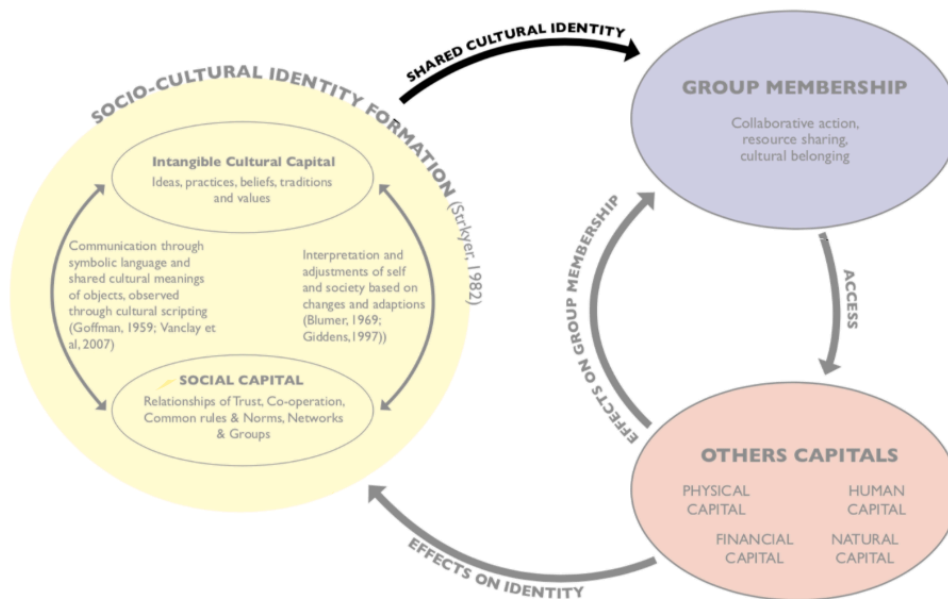 SHARED CULTURAL IDENTITY
SOCIO-CULTURAL IDENTITY FORMATION (Strkyer, 1982)
Intangible Cultural Capital
Ideas, practices, beliefs, traditions
and values
Communication through
symbolic language and
shared cultural meanings
of objects, observed
through cultural scripting
(Goffman, 1959; Vanclay et
al, 2007)
Interpretation and
adjustments of self
and society based on
changes and adaptions
(Blumer, 1969;
Giddens,1997))
SOCIAL CAPITAL
Relationships of Trust, Co-operation,
Common rules & Norms, Networks
& Groups
GROUP MEMBERSHIP
Collaborative action,
resource sharing,
cultural belonging
ACCESS
EFFECTS ON GROUP MEMBERSHIP
OTHERS CAPITALS
PHYSICAL
CAPITAL
HUMAN
CAPITAL
FINANCIAL
CAPITAL
NATURAL
CAPITAL
EFFECTS ON IDENTITY